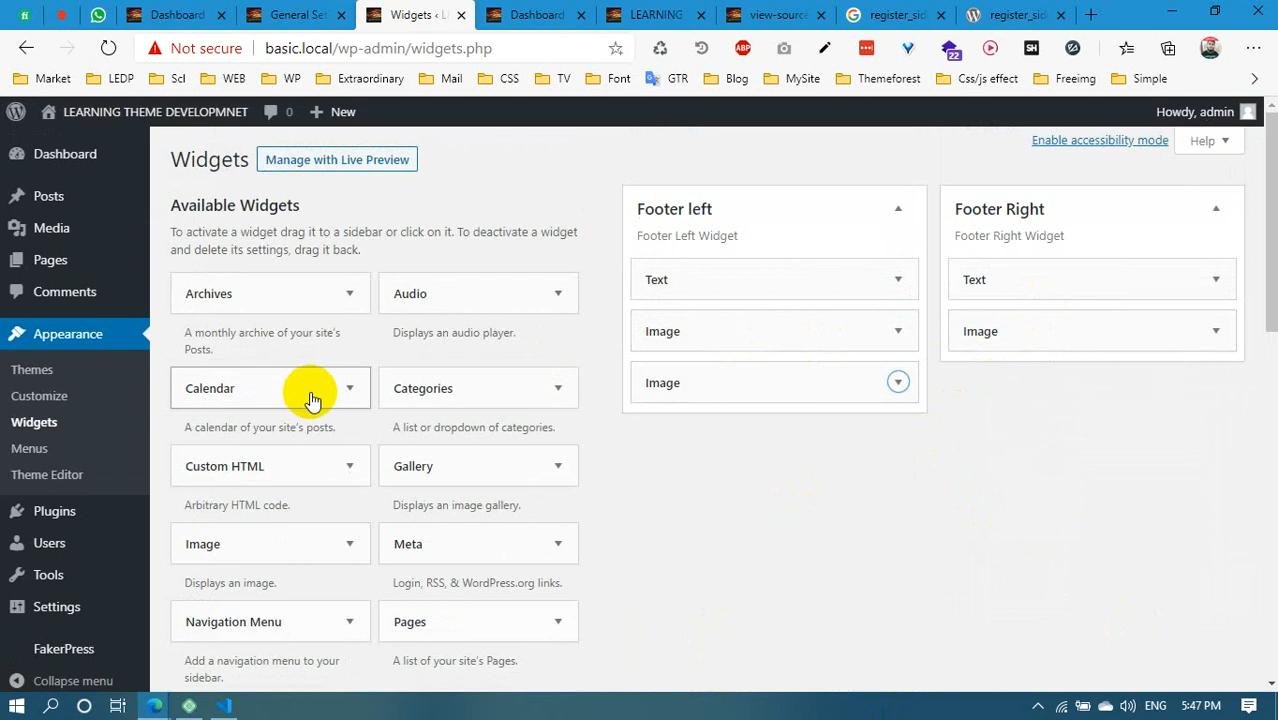 Dashboard
General Set
Widgets ‹ L
Dashboard
LEARNING
view-source
register_sid
register_sid
Not secure
basic.local/wp-admin/widgets.php
ABP
22
SH
Market
LEDP
Scl
WEB
WP
Extraordinary
Mail
CSS
TV
Font
GTR
Blog
MySite
Themeforest
Css/js effect
Freeimg
Simple
LEARNING THEME DEVELOPMNET
0
New
Howdy, admin
Dashboard
Posts
Media
Pages
Comments
Appearance
Themes
Customize
Widgets
Menus
Theme Editor
Plugins
Users
Tools
Settings
FakerPress
Collapse menu
Enable accessibility mode
Help
Widgets
Manage with Live Preview
Available Widgets
To activate a widget drag it to a sidebar or click on it. To deactivate a widget
and delete its settings, drag it back.
Archives
A monthly archive of your site's
Posts.
Audio
Displays an audio player.
Calendar
A calendar of your site's posts.
Categories
A list or dropdown of categories.
Custom HTML
Arbitrary HTML code.
Gallery
Displays an image gallery.
Image
Displays an image.
Meta
Login, RSS, & WordPress.org links.
Navigation Menu
Add a navigation menu to your
sidebar.
Pages
A list of your site's Pages.
Footer left
Footer Left Widget
Text
Image
Image
Footer Right
Footer Right Widget
Text
Image
ENG
5:47 PM